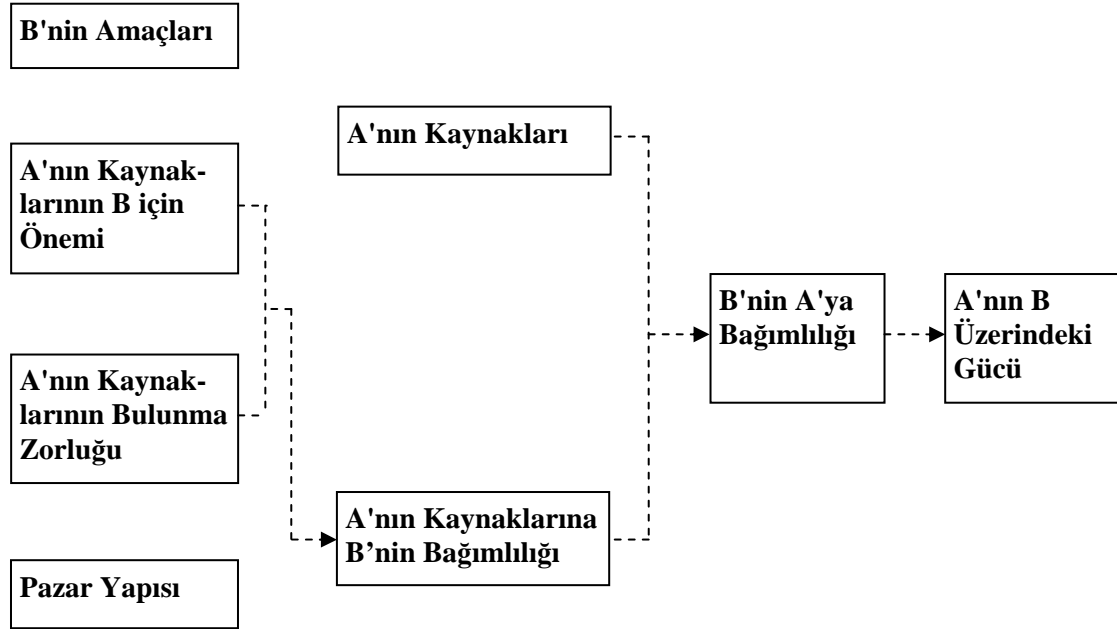 B'nin Amaçları
A'nın Kaynak-
larının B için
Önemi
A'nın Kaynak-
larının Bulunma
Zorluğu
Pazar Yapısı
A'nın Kaynakları
A'nın Kaynaklarına
B’nin Bağımlılığı
B'nin A'ya
Bağımlılığı
A'nın B
Üzerindeki
Gücü